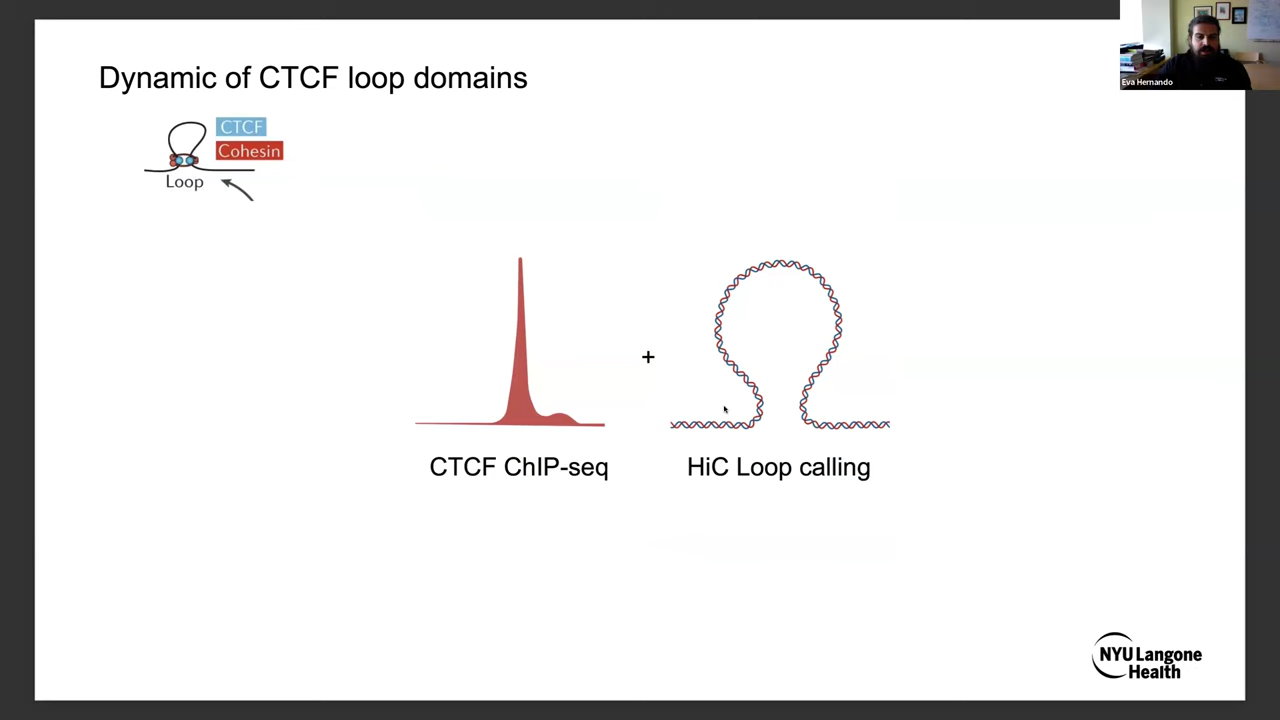 Dynamic of CTCF loop domains
CTCF
Cohesin
Loop
+
CTCF ChIP-seq
HiC Loop calling
Eva Hernando
NYU Langone
Health